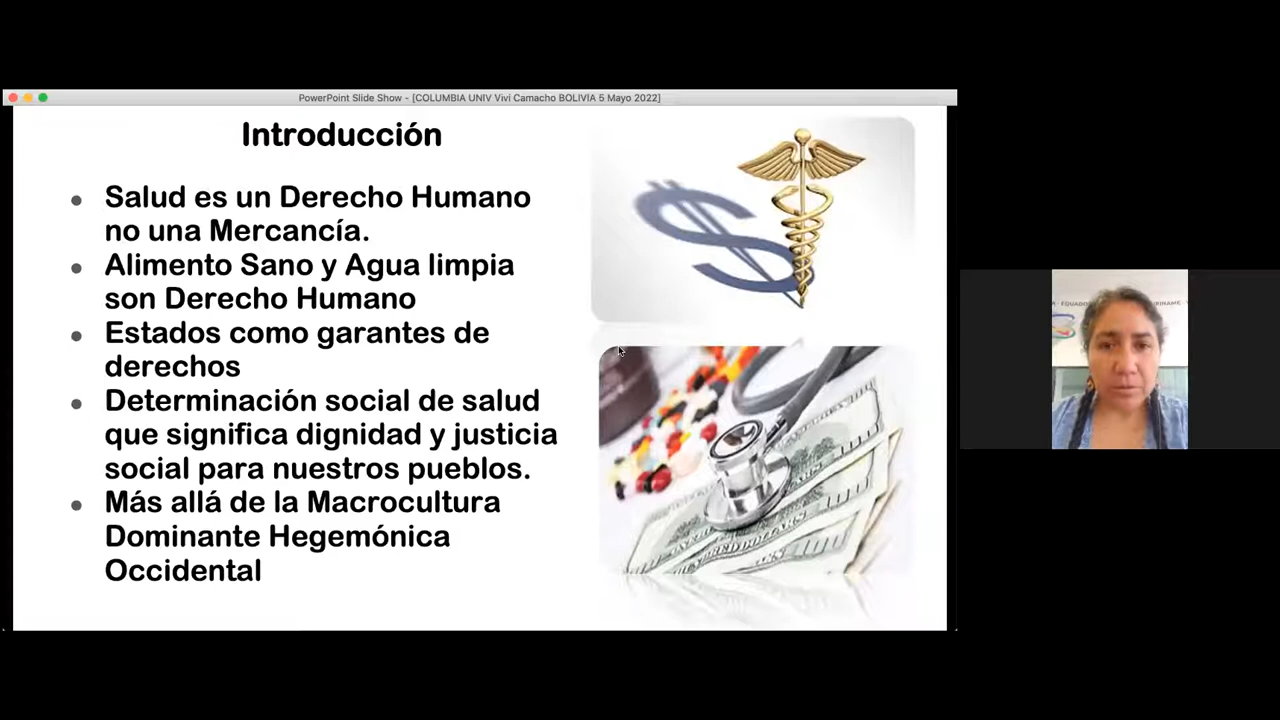 PowerPoint Slide Show - [COLUMBIA UNIV Vivi Camacho BOLIVIA 5 Mayo 2022]
Introducción
Salud es un Derecho Humano
no una Mercancía.
Alimento Sano y Agua limpia
son Derecho Humano
Estados como garantes de
derechos
Determinación social de salud
que significa dignidad y justicia
social para nuestros pueblos.
Más allá de la Macrocultura
Dominante Hegemónica
Occidental
$
100